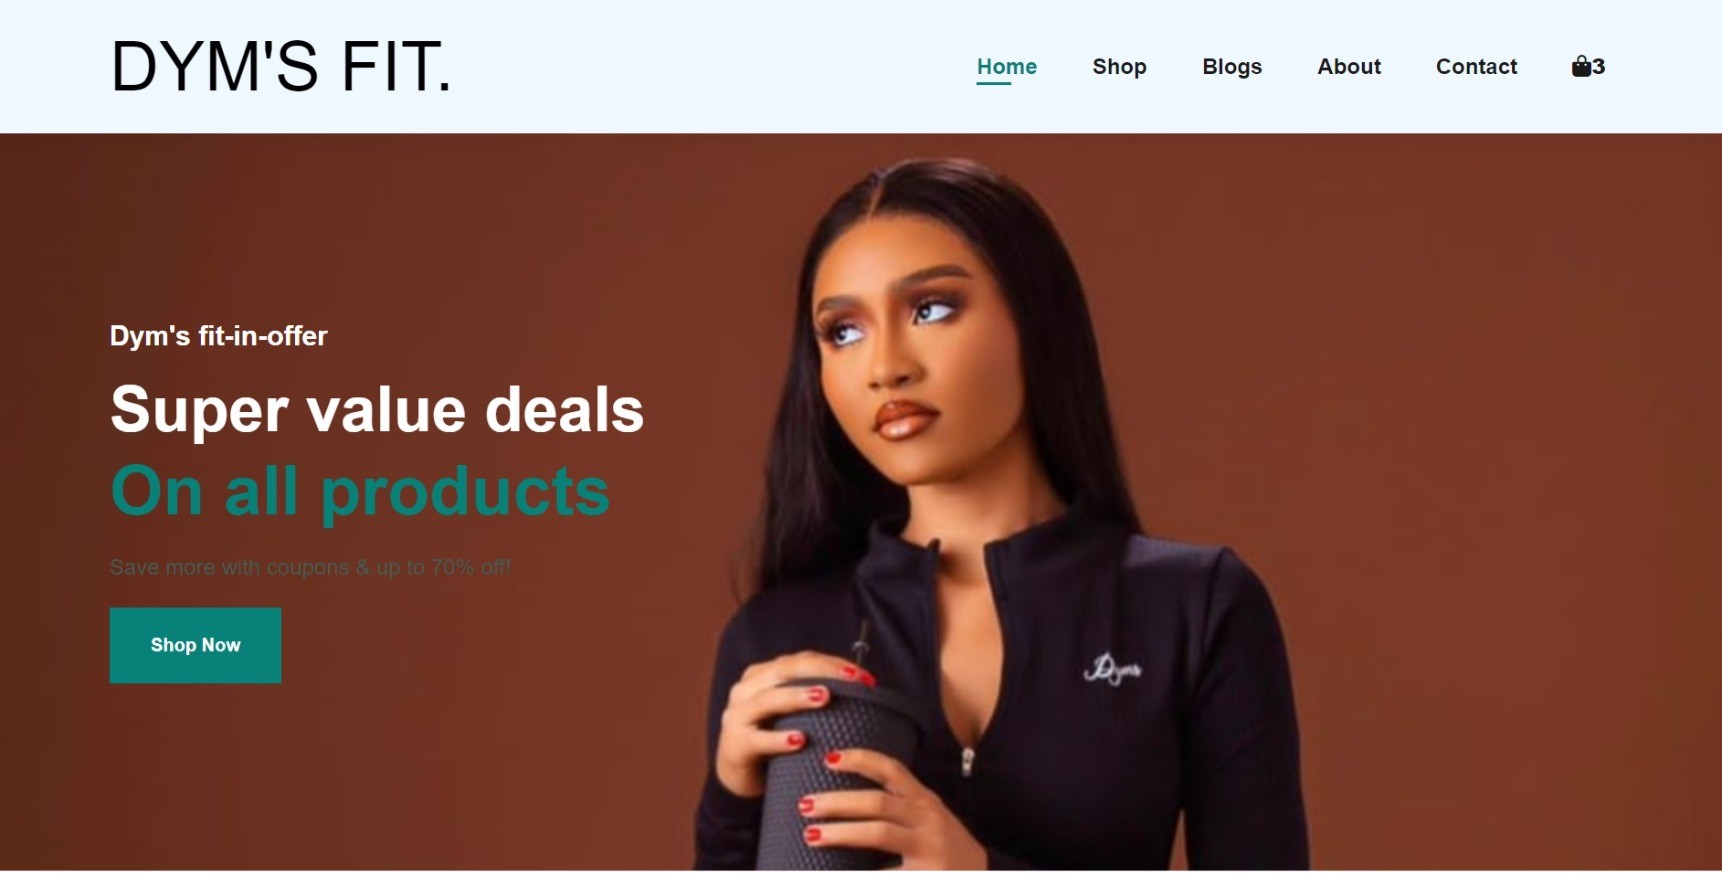 DYM'S FIT.
Home Shop Blogs About Contact 3
Dym's fit-in-offer
Super value deals
On all products
Save more with coupons & up to 70% off!
Shop Now
Dyms